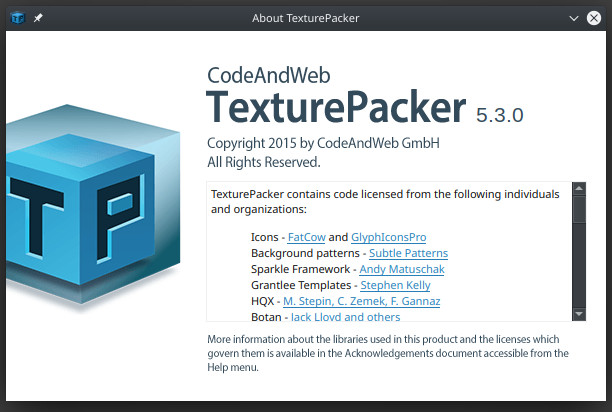 About TexturePacker
CodeAndWeb
TexturePacker 5.3.0
Copyright 2015 by CodeAndWeb GmbH
All Rights Reserved.
TexturePacker contains code licensed from the following individuals
and organizations:
Icons - FatCow and GlyphIconsPro
Background patterns - Subtle Patterns
Sparkle Framework - Andy Matuschak
Grantlee Templates - Stephen Kelly
HQX - M. Stepin, C. Zemek, F. Gannaz
Botan - Jack Lloyd and others
More information about the libraries used in this product and the licenses which
govern them is available in the Acknowledgements document accessible from the
Help menu.
TP